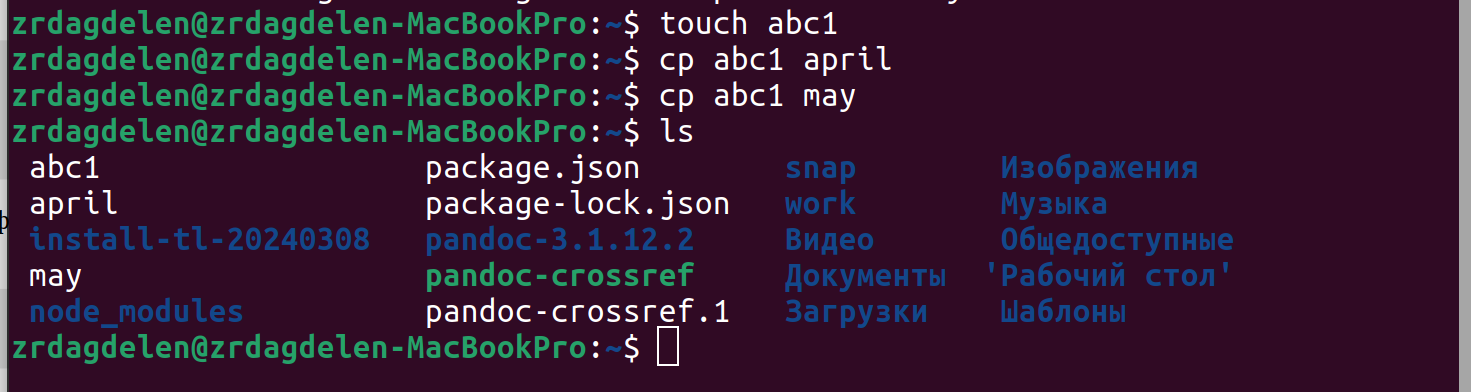 zrdagdelen@zrdagdelen-MacBookPro:~$ touch abc1
zrdagdelen@zrdagdelen-MacBookPro:~$ cp abc1 april
zrdagdelen@zrdagdelen-MacBookPro:~$ cp abc1 may
zrdagdelen@zrdagdelen-MacBookPro:~$ ls
abc1 package.json snap Изображения
april package-lock.json work Музыка
install-tl-20240308 pandoc-3.1.12.2 Видео Общедоступные
may pandoc-crossref Документы 'Рабочий стол'
node_modules pandoc-crossref.1 Загрузки Шаблоны
zrdagdelen@zrdagdelen-MacBookPro:~$